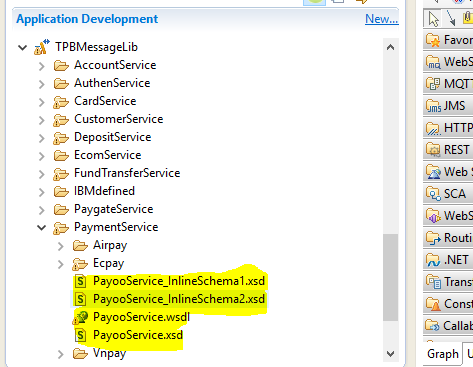 Application Development
New...
TPBMessageLib
AccountService
AuthenService
CardService
CustomerService
DepositService
EcomService
FundTransferService
IBMdefined
PaygateService
PaymentService
Airpay
Ecpay
PayooService_InlineSchema1.xsd
PayooService_InlineSchema2.xsd
PayooService.wsdl
PayooService.xsd
Vnpay
Favor
WebS
MQTT
JMS
HTTP
REST
Web S
SCA
WebS
Routi
.NET
Trans
Const
Callab
Graph